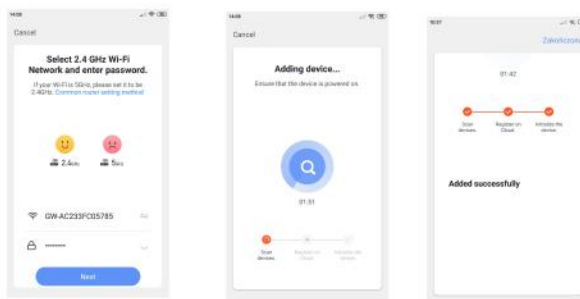 14:00
Cancel
Select 2.4 GHz Wi-Fi
Network and enter password.
If your Wi-Fi is 5GHz, please set it to be
2.4GHz. Common router setting method
2.4GHz
5GHz
GW-AC233FC05785
Next
Cancel
Adding device...
Ensure that the device is powered on.
01:51
Scan
devices.
Register on
Cloud.
Initialize the
device.
Zakończono
01:42
Scan
devices.
Register on
Cloud.
Initialize the
device.
Added successfully